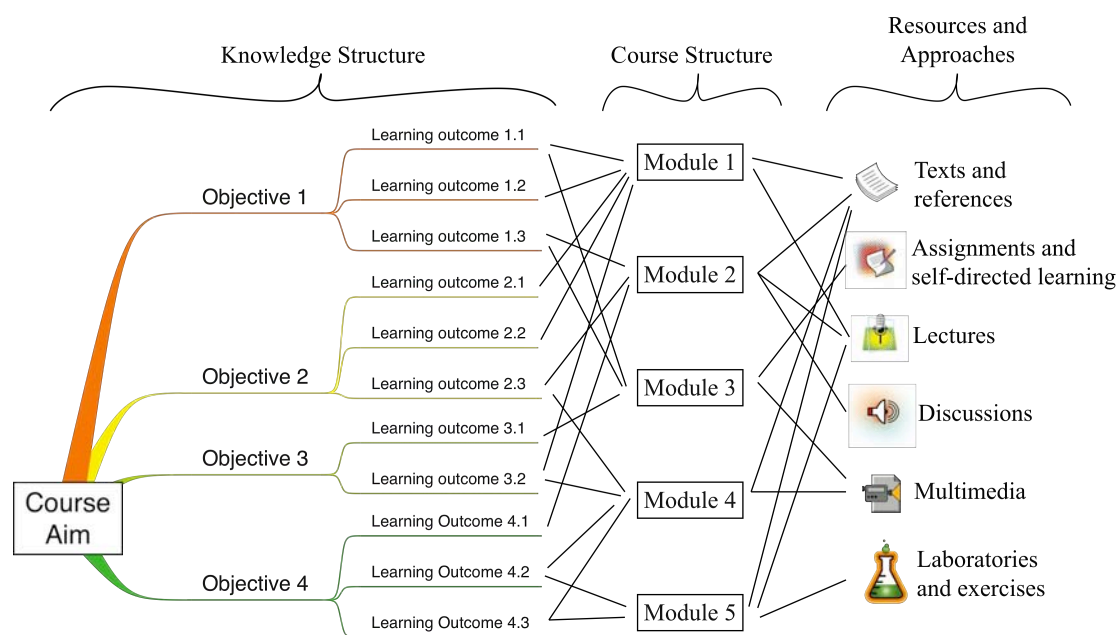 Knowledge Structure
Course Structure
Resources and
Approaches
Course
Aim
Objective 1
Learning outcome 1.1
Learning outcome 1.2
Learning outcome 1.3
Objective 2
Learning outcome 2.1
Learning outcome 2.2
Learning outcome 2.3
Objective 3
Learning outcome 3.1
Learning outcome 3.2
Objective 4
Learning Outcome 4.1
Learning Outcome 4.2
Learning Outcome 4.3
Module 1
Module 2
Module 3
Module 4
Module 5
Texts and
references
Assignments and
self-directed learning
Lectures
Discussions
Multimedia
Laboratories
and exercises